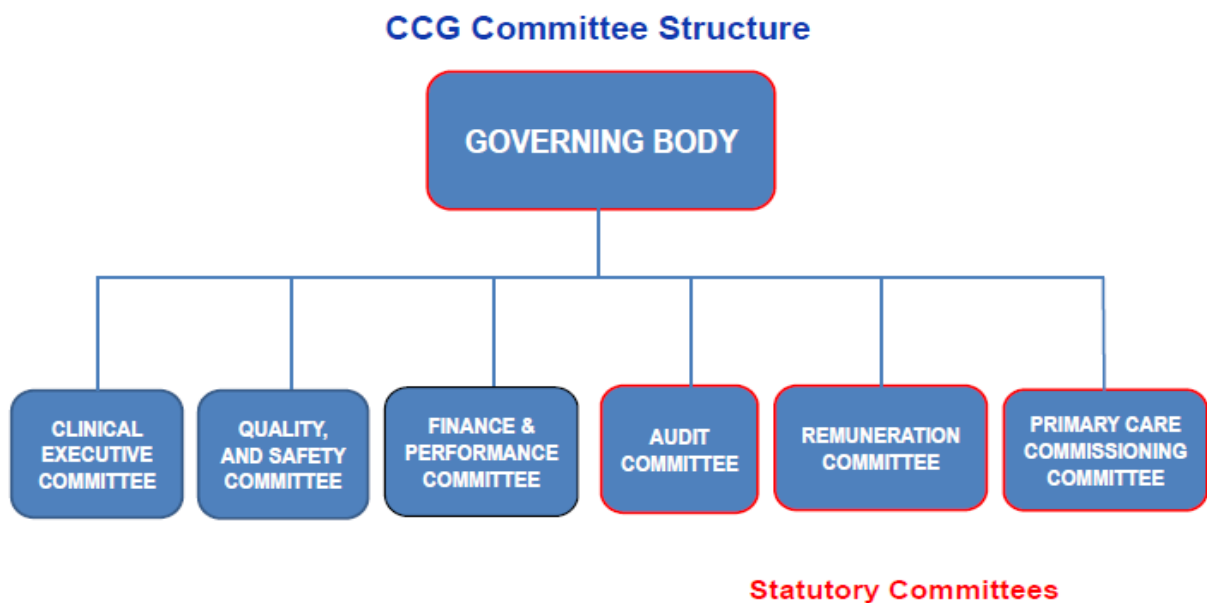 CCG Committee Structure
GOVERNING BODY
CLINICAL
EXECUTIVE
COMMITTEE
QUALITY,
AND SAFETY
COMMITTEE
FINANCE &
PERFORMANCE
COMMITTEE
AUDIT
COMMITTEE
REMUNERATION
COMMITTEE
PRIMARY CARE
COMMISSIONING
COMMITTEE
Statutory Committees